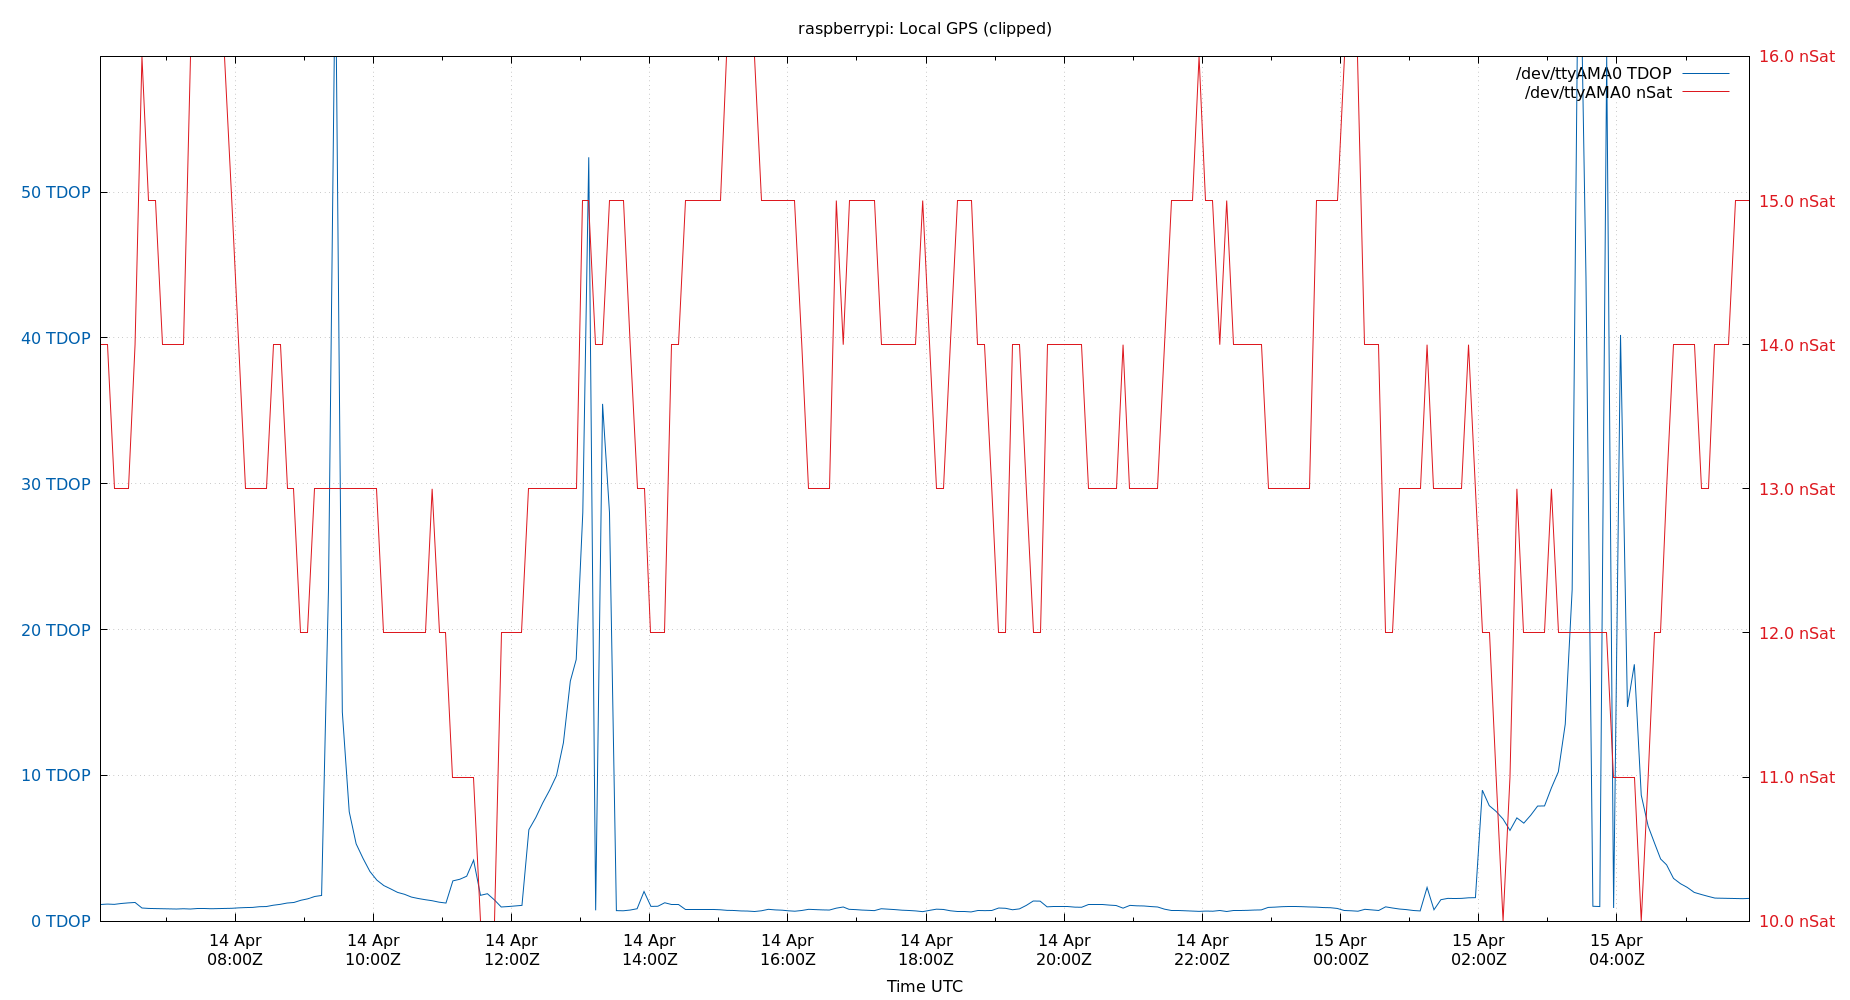 raspberrypi: Local GPS (clipped)
16.0 nSat
/dev/ttyAMA0 TDOP
/dev/ttyAMA0 nSat
50 TDOP
15.0 nSat
40 TDOP
14.0 nSat
30 TDOP
13.0 nSat
20 TDOP
12.0 nSat
10 TDOP
11.0 nSat
0 TDOP
10.0 nSat
14 Apr 14 Apr 14 Apr 14 Apr 14 Apr 14 Apr 14 Apr 14 Apr 15 Apr 15 Apr 15 Apr
08:00Z 10:00Z 12:00Z 14:00Z 16:00Z 18:00Z 20:00Z 22:00Z 00:00Z 02:00Z 04:00Z
Time UTC